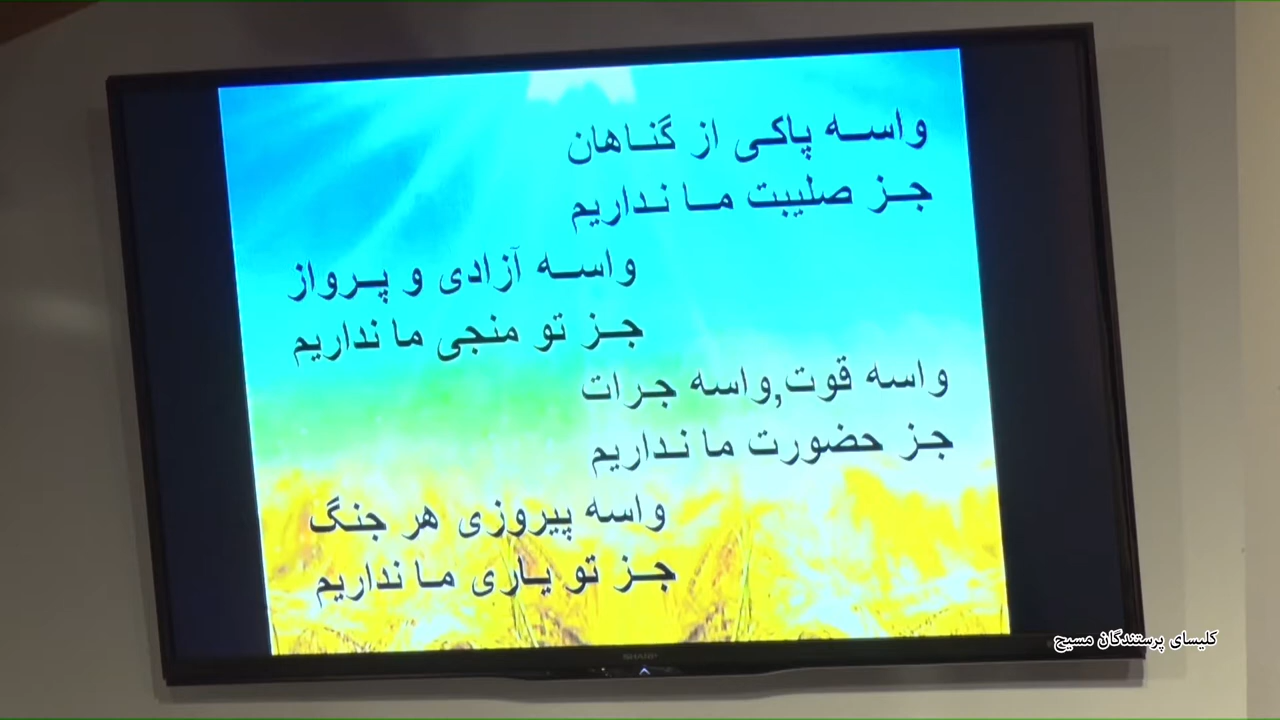 واسه پاکی از گناهان
جز صلیبت ما نداریم
واسه آزادی و پرواز
جز تو منجی ما نداریم
واسه قوت,واسه جرات
جز حضورت ما نداریم
واسه پیروزی هر جنگ
جز تو یاری ما نداریم
کلیسای پرستندگان مسیح
SHARP